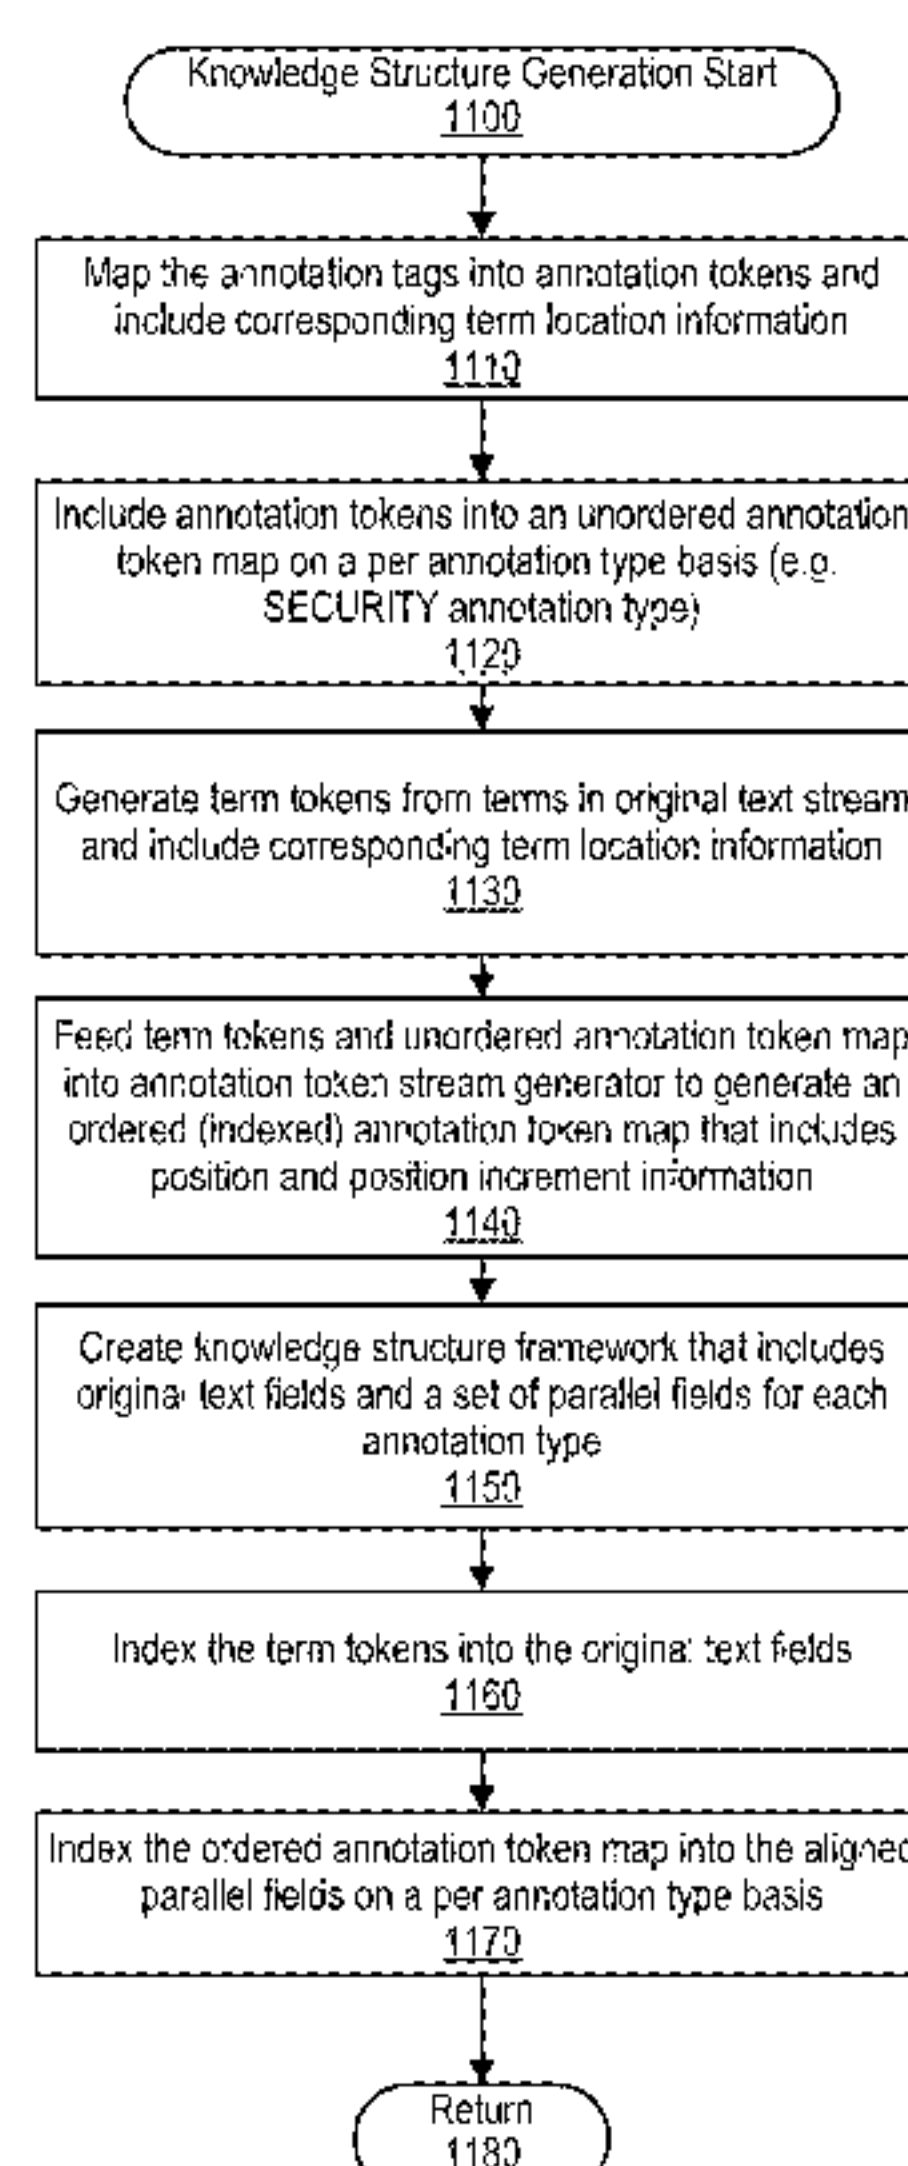 Knowledge Structure Generation Start
1100
Map the annotation tags into annotation tokens and
include corresponding term location information
1110
Include annotation tokens into an unordered annotation
token map on a per annotation type basis (e.g.
SECURITY annotation type)
1120
Generate term tokens from terms in original text stream
and include corresponding term location information
1130
Feed term tokens and unordered annotation token map
into annotation token stream generator to generate an
ordered (indexed) annotation token map that includes
position and position increment information
1140
Create knowledge structure framework that includes
original text fields and a set of parallel fields for each
annotation type
1150
Index the term tokens into the original text fields
1160
Index the ordered annotation token map into the aligned
parallel fields on a per annotation type basis
1170
Return
1180